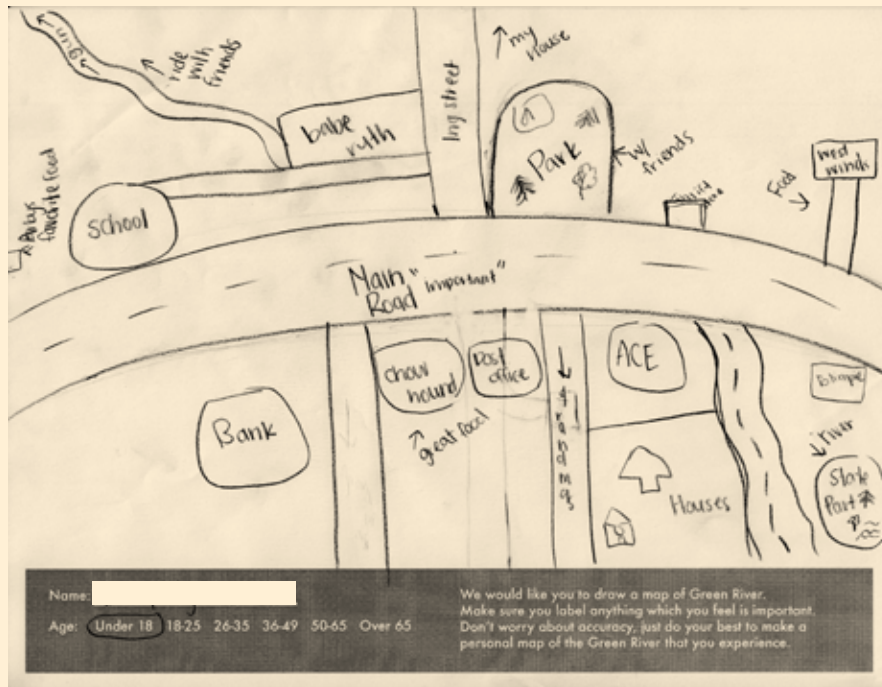 ride
with
friends
babe
ruth
long street
my
house
Park
w/
friends
Food
west
winds
favorite food
school
Main "important"
Road
chow
hound
great food
Post
office
grandmas
ACE
Bank
Houses
river
State
Park
Name:
Age: Under 18 18-25 26-35 36-49 50-65 Over 65
We would like you to draw a map of Green River.
Make sure you label anything which you feel is important.
Don't worry about accuracy, just do your best to make a
personal map of the Green River that you experience.